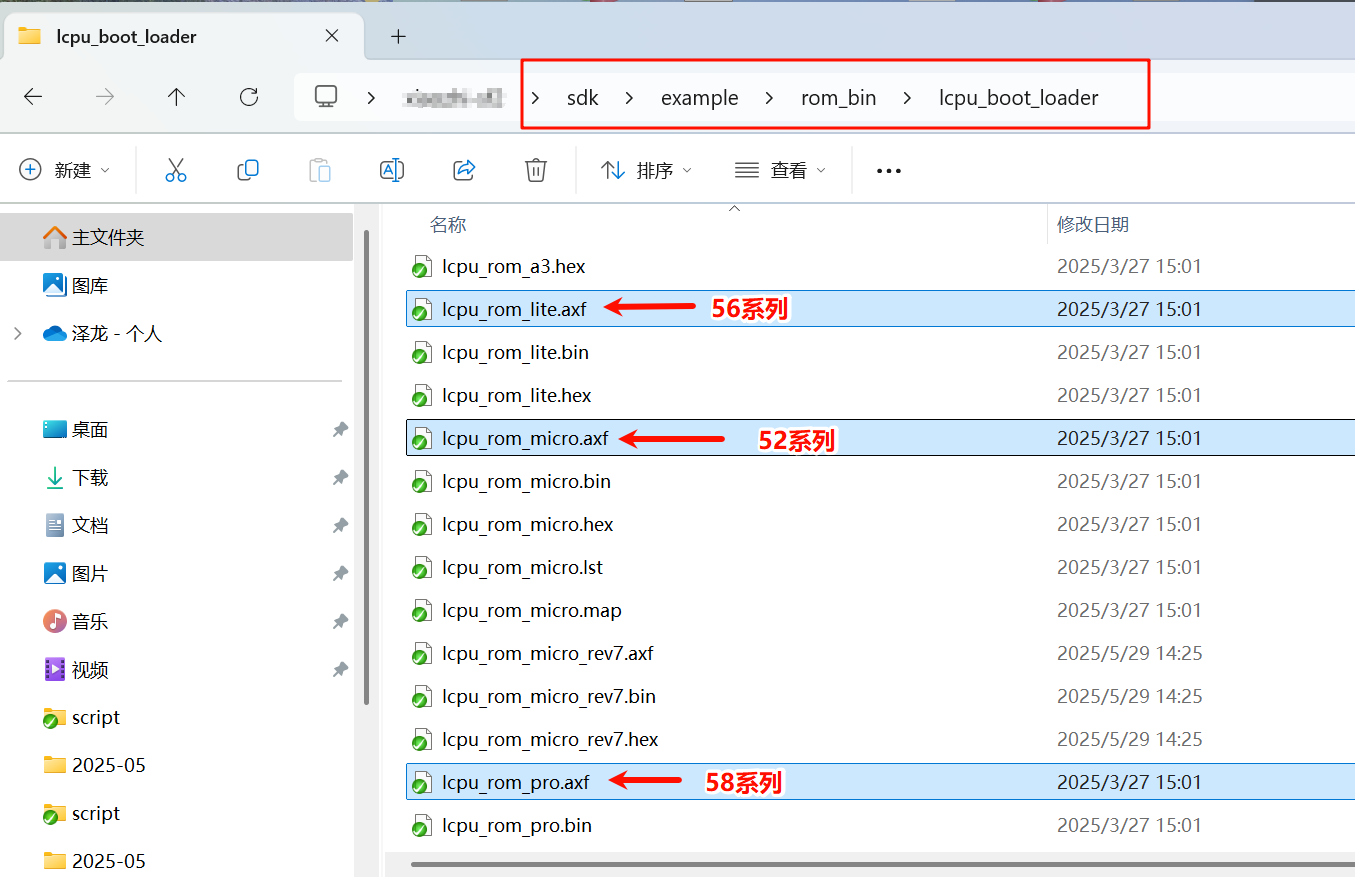 lcpu_boot_loader
sdk > example > rom_bin > lcpu_boot_loader
新建 排序 查看
主文件夹
图库
泽龙 - 个人
桌面
下载
文档
图片
音乐
视频
script
2025-05
script
2025-05
名称 修改日期
lcpu_rom_a3.hex 2025/3/27 15:01
lcpu_rom_lite.axf 56系列 2025/3/27 15:01
lcpu_rom_lite.bin 2025/3/27 15:01
lcpu_rom_lite.hex 2025/3/27 15:01
lcpu_rom_micro.axf 52系列 2025/3/27 15:01
lcpu_rom_micro.bin 2025/3/27 15:01
lcpu_rom_micro.hex 2025/3/27 15:01
lcpu_rom_micro.lst 2025/3/27 15:01
lcpu_rom_micro.map 2025/3/27 15:01
lcpu_rom_micro_rev7.axf 2025/5/29 14:25
lcpu_rom_micro_rev7.bin 2025/5/29 14:25
lcpu_rom_micro_rev7.hex 2025/5/29 14:25
lcpu_rom_pro.axf 58系列 2025/3/27 15:01
lcpu_rom_pro.bin 2025/3/27 15:01